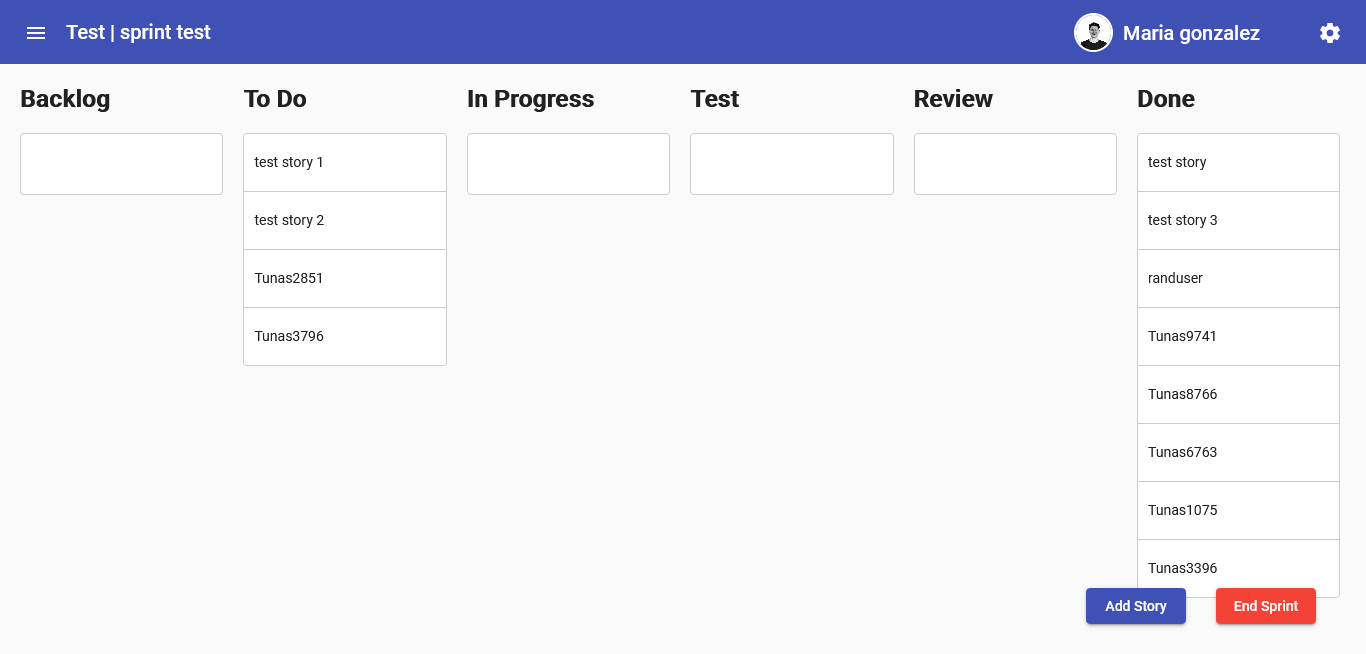 Test | sprint test
Maria gonzalez
Backlog
To Do
In Progress
Test
Review
Done
test story 1
test story 2
Tunas2851
Tunas3796
test story
test story 3
randuser
Tunas9741
Tunas8766
Tunas6763
Tunas1075
Tunas3396
Add Story
End Sprint